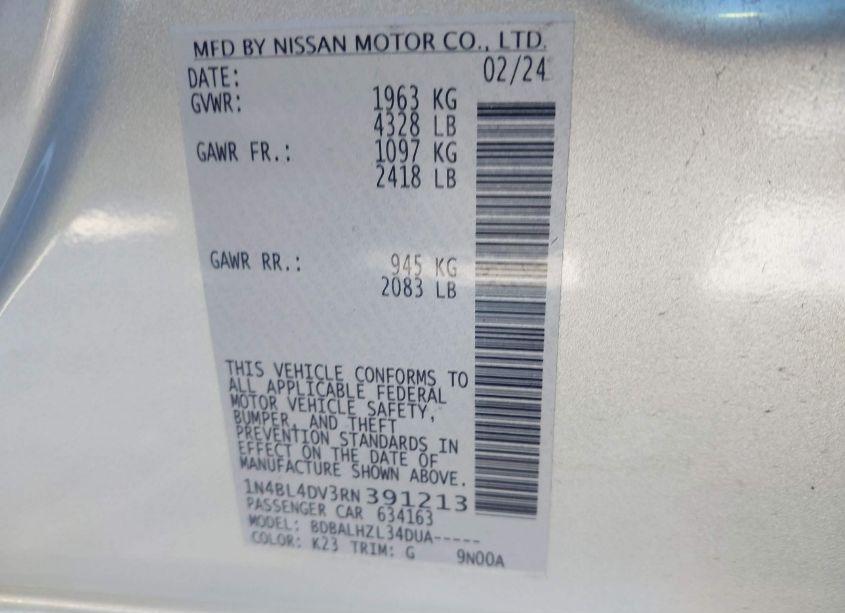 MFD BY NISSAN MOTOR CO., LTD.
DATE: 02/24
GVWR: 1963 KG
4328 LB
GAWR FR.: 1097 KG
2418 LB
GAWR RR.: 945 KG
2083 LB
THIS VEHICLE CONFORMS TO
ALL APPLICABLE FEDERAL
MOTOR VEHICLE SAFETY,
BUMPER, AND THEFT
PREVENTION STANDARDS IN
EFFECT ON THE DATE OF
MANUFACTURE SHOWN ABOVE.
1N4BL4DV3RN391213
PASSENGER CAR 634163
MODEL: BDBALHZL34DUA-----
COLOR: K23 TRIM: G 9N00A